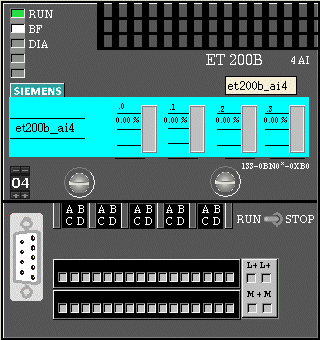 RUN
BF
DIA
ET 200B 4 AI
et200b_ai4
SIEMENS
.0 .1 .2 .3
0.00 % 0.00 % 0.00 % 0.00 %
et200b_ai4
133-0BN0*-0XB0
04
A B A B A B A B A B
C D C D C D C D C D
RUN STOP
L+ L+
M+M